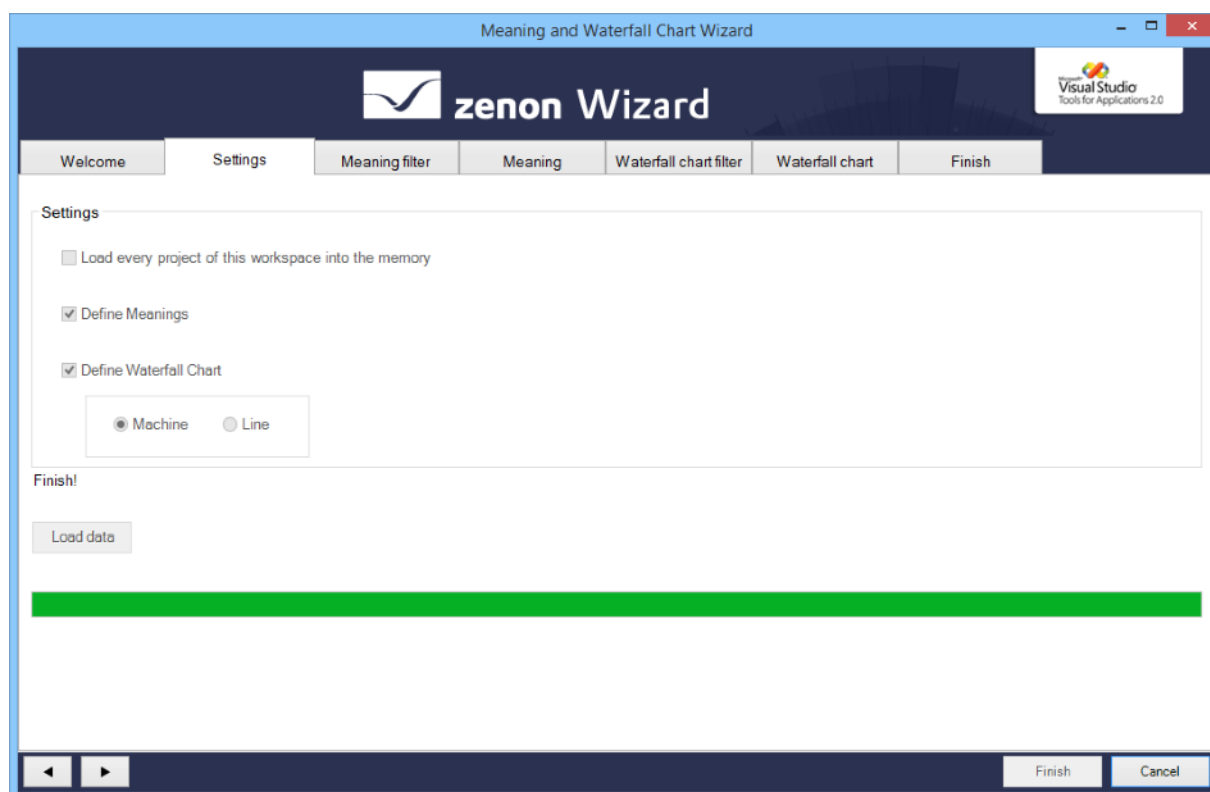 Meaning and Waterfall Chart Wizard
zenon Wizard
Microsoft
Visual Studio
Tools for Applications 2.0
Welcome Settings Meaning filter Meaning Waterfall chart filter Waterfall chart Finish
Settings
Load every project of this workspace into the memory
Define Meanings
Define Waterfall Chart
Machine Line
Finish!
Load data
Finish Cancel